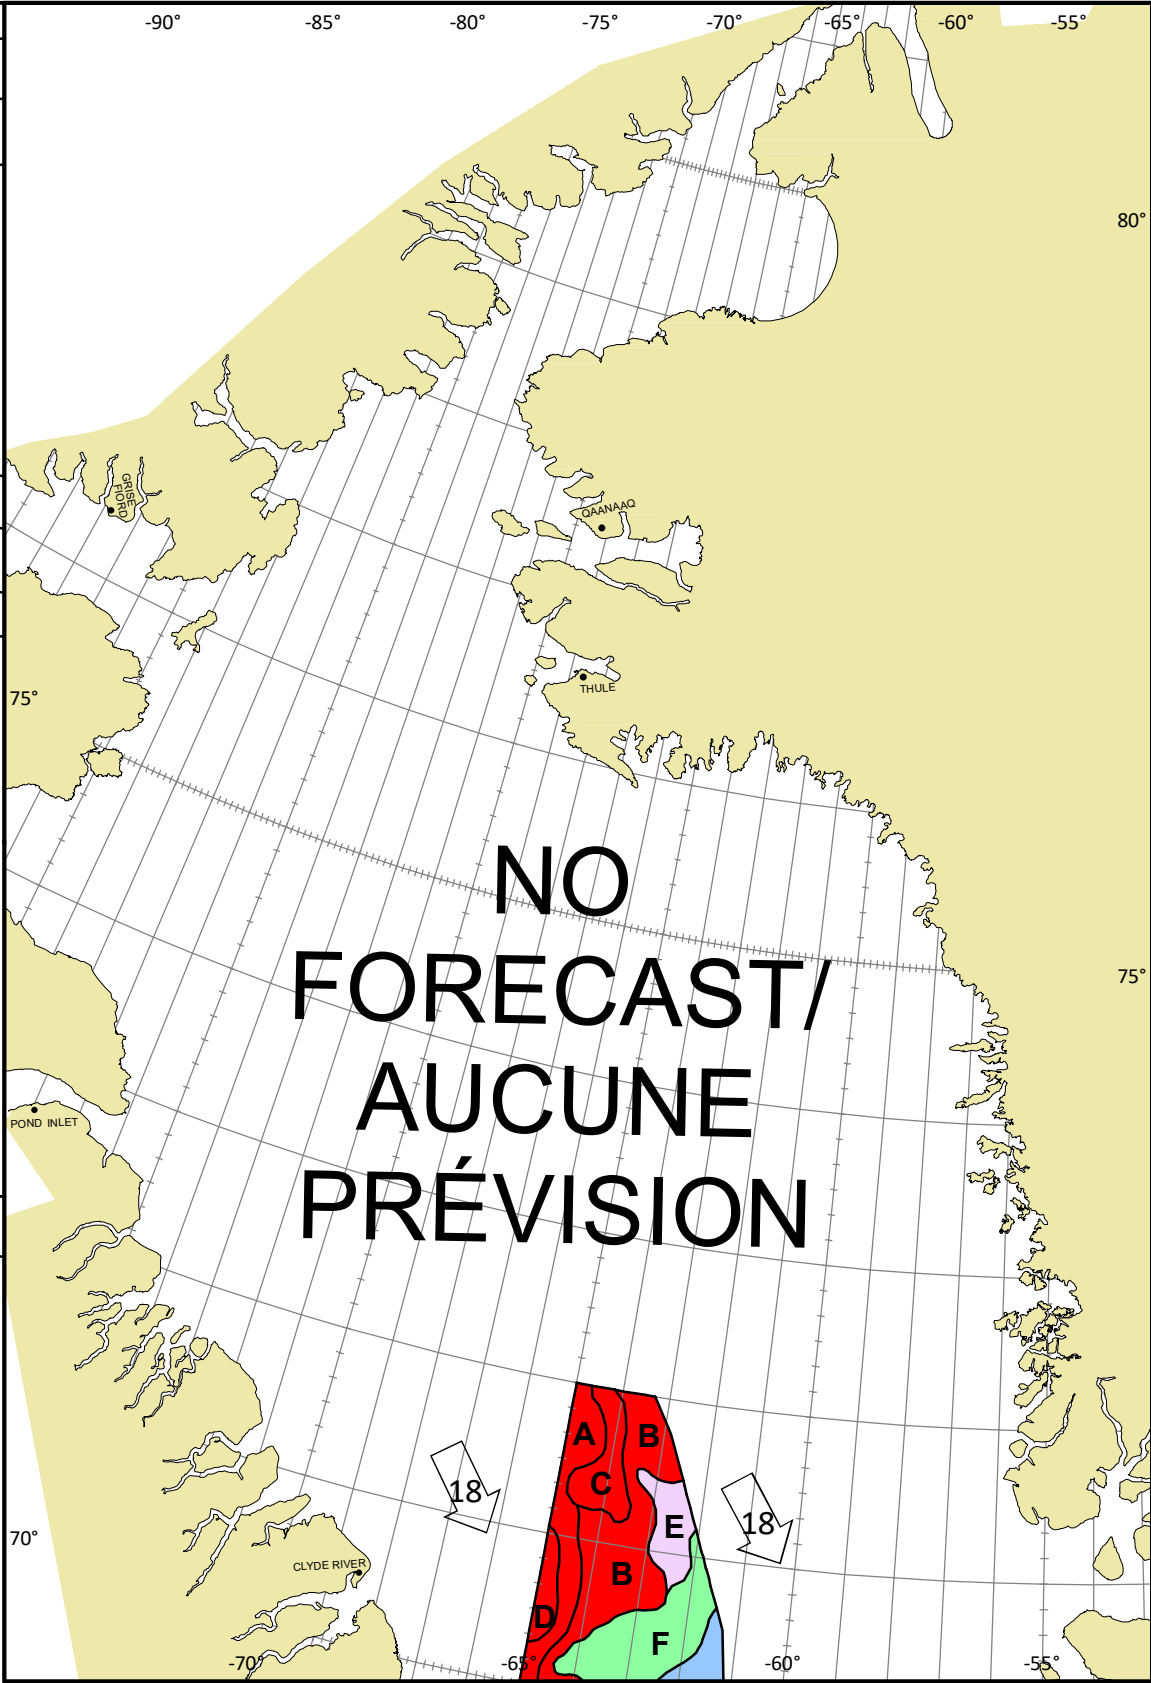 -90° -85° -80° -75° -70° -65° -60° -55°
80°
GRISE
FIORD
QAANAAQ
THULE
75°
NO
FORECAST/
75°
AUCUNE
POND INLET
PRÉVISION
A B
C
18
E
18
70°
CLYDE RIVER
B
D
F
-70° -65° -60° -55°